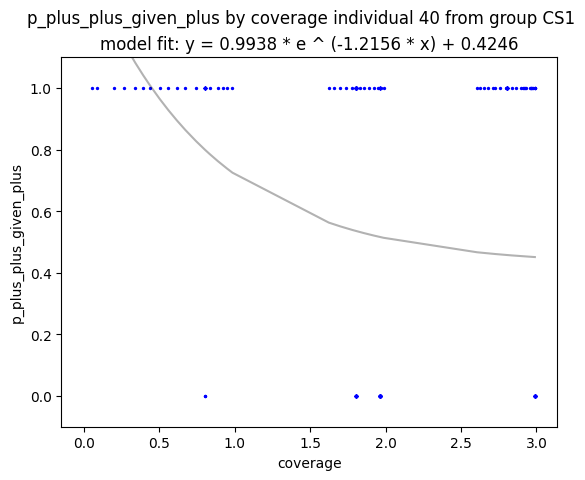 p_plus_plus_given_plus by coverage individual 40 from group CS1
model fit: y = 0.9938 * e ^ (-1.2156 * x) + 0.4246
p_plus_plus_given_plus
1.0
0.8
0.6
0.4
0.2
0.0
0.0 0.5 1.0 1.5 2.0 2.5 3.0
coverage